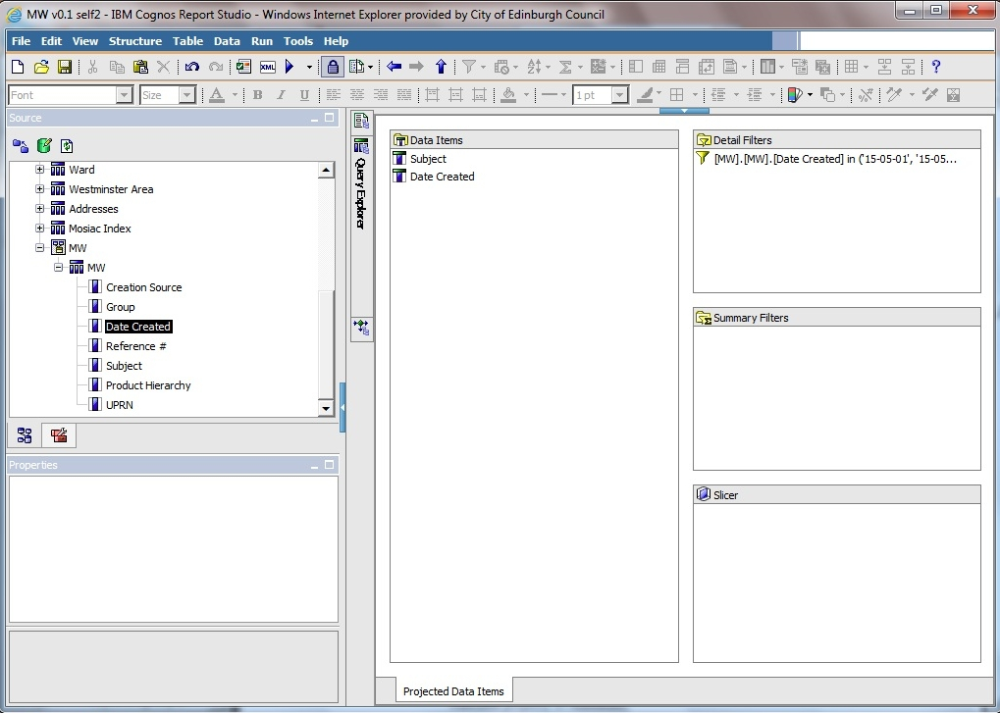 MW v0.1 self2 - IBM Cognos Report Studio - Windows Internet Explorer provided by City of Edinburgh Council
File Edit View Structure Table Data Run Tools Help
XML
Font Size A B I U 1 pt
Source
Ward
Westminster Area
Addresses
Mosiac Index
MW
MW
Creation Source
Group
Date Created
Reference #
Subject
Product Hierarchy
UPRN
Properties
Query Explorer
Data Items
Subject
Date Created
Detail Filters
[MW].[MW].[Date Created] in ('15-05-01', '15-05...
Summary Filters
Slicer
Projected Data Items